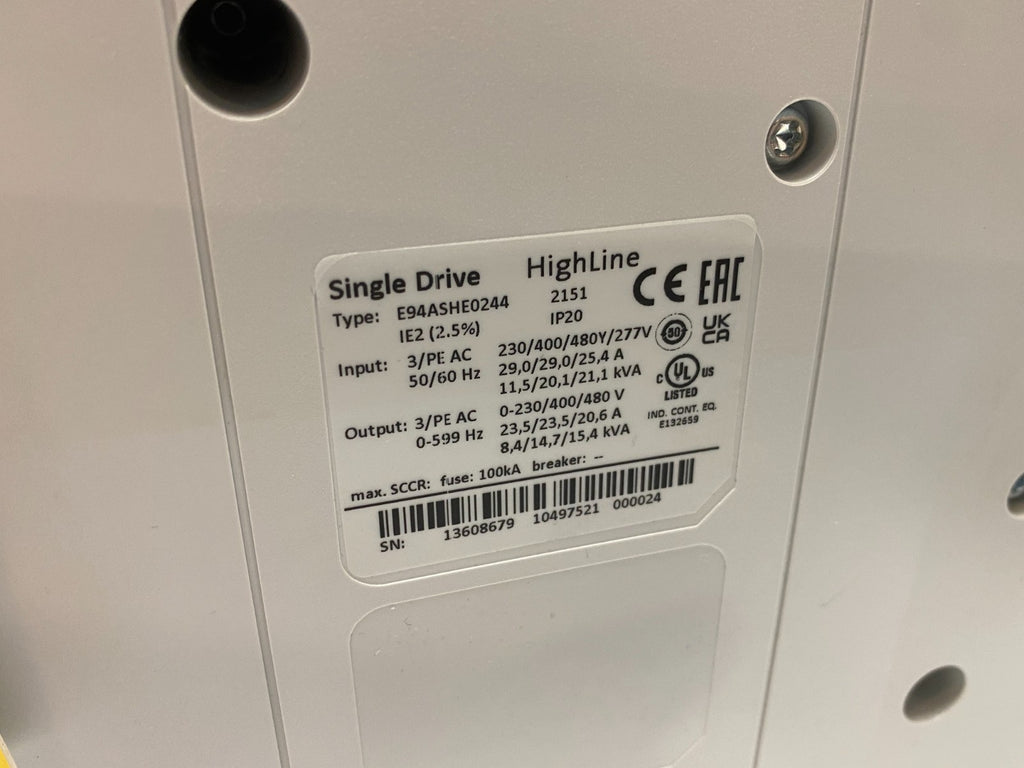 Single Drive HighLine
CE EAC
Type: E94ASHE0244 2151
IE2 (2.5%) IP20
UK
CA
30
Input: 3/PE AC 230/400/480Y/277V
50/60 Hz 29,0/29,0/25,4 A
11,5/20,1/21,1 kVA
C UL US
LISTED
IND. CONT. EQ.
E132659
Output: 3/PE AC 0-230/400/480 V
0-599 Hz 23,5/23,5/20,6 A
8,4/14,7/15,4 kVA
max. SCCR: fuse: 100kA breaker: --
SN: 13608679 10497521 000024